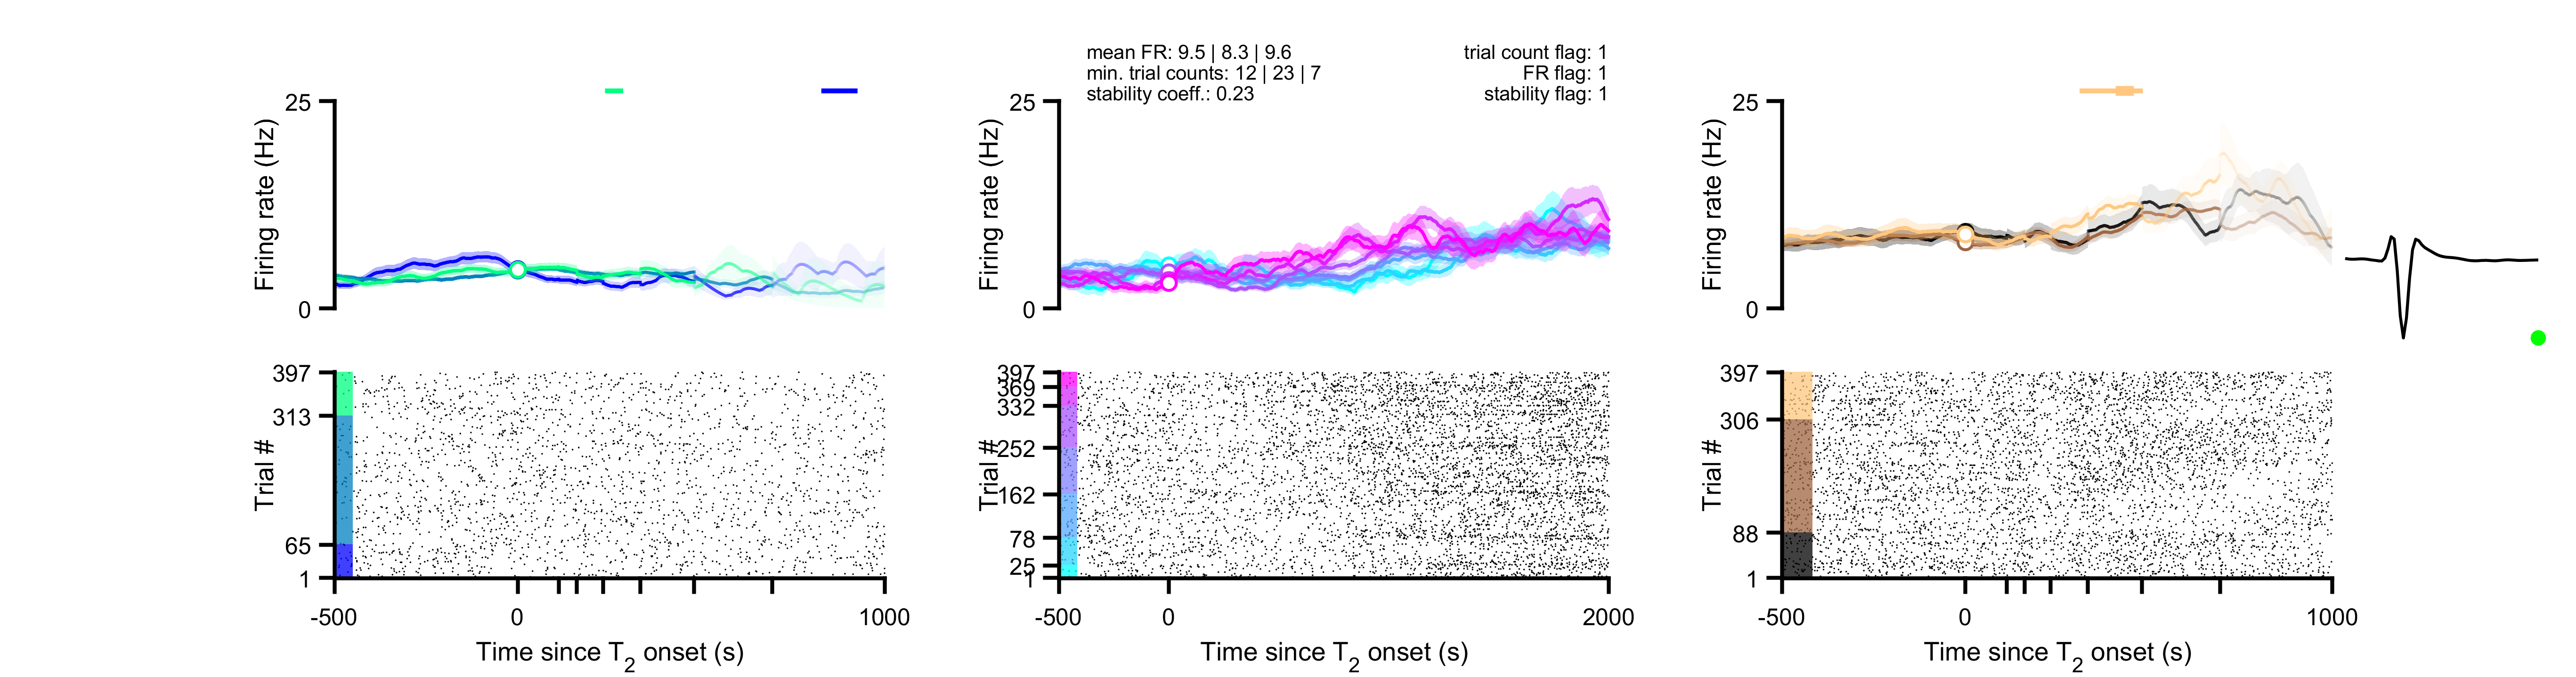 mean FR: 9.5 | 8.3 | 9.6
min. trial counts: 12 | 23 | 7
stability coeff.: 0.23
trial count flag: 1
FR flag: 1
stability flag: 1
25
0
Firing rate (Hz)
25
0
Firing rate (Hz)
25
0
Firing rate (Hz)
397
313
65
1
Trial #
-500
0
1000
Time since T2 onset (s)
397
369
332
252
162
78
25
1
Trial #
-500
0
2000
Time since T2 onset (s)
397
306
88
1
Trial #
-500
0
1000
Time since T2 onset (s)